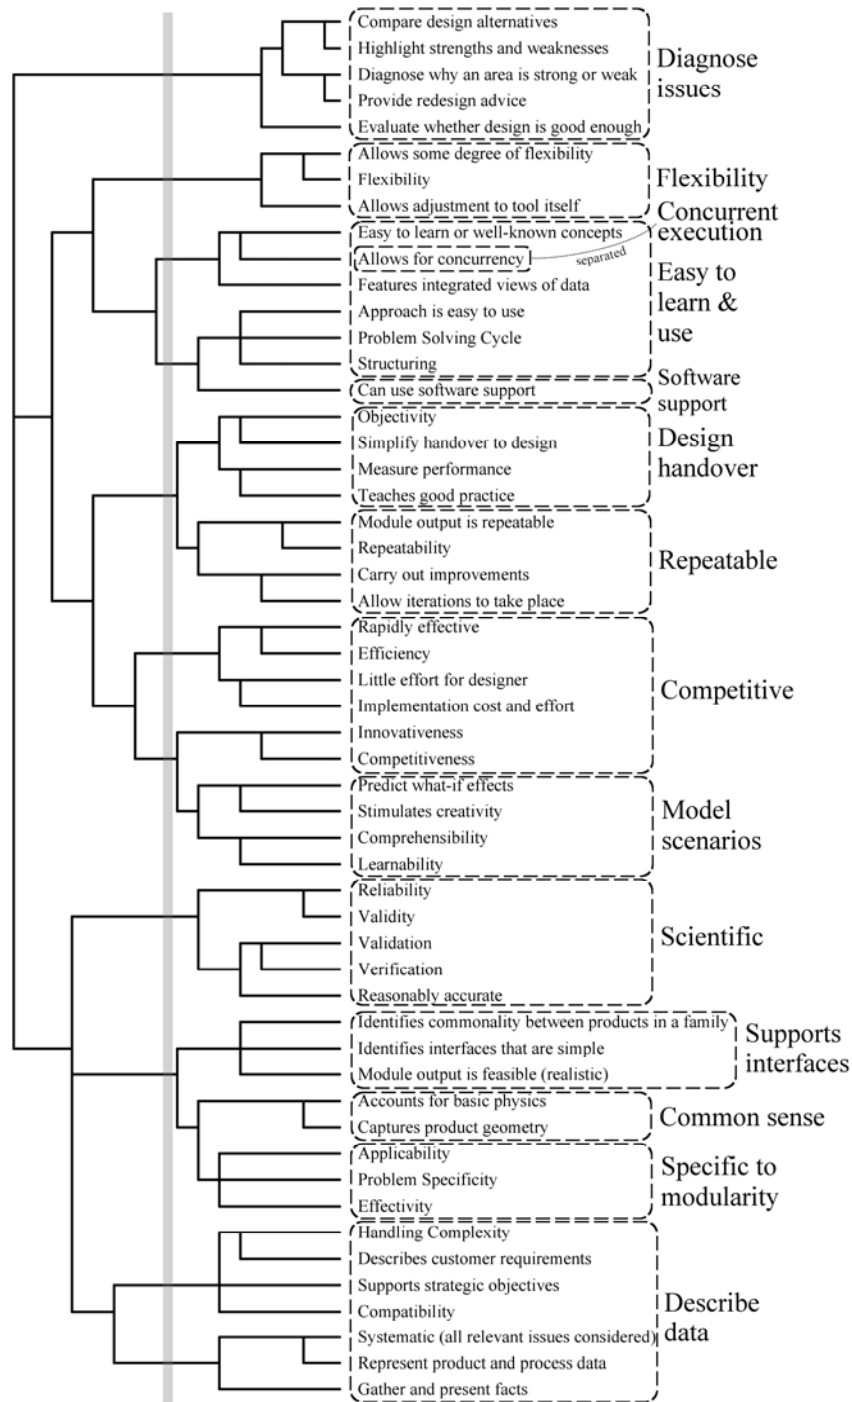 Compare design alternatives
Highlight strengths and weaknesses
Diagnose why an area is strong or weak
Provide redesign advice
Evaluate whether design is good enough
Diagnose
issues
Allows some degree of flexibility
Flexibility
Allows adjustment to tool itself
Flexibility
Concurrent
execution
Easy to learn or well-known concepts
Allows for concurrency
separated
Features integrated views of data
Approach is easy to use
Problem Solving Cycle
Structuring
Easy to
learn &
use
Can use software support
Software
support
Objectivity
Simplify handover to design
Measure performance
Teaches good practice
Design
handover
Module output is repeatable
Repeatability
Carry out improvements
Allow iterations to take place
Repeatable
Rapidly effective
Efficiency
Little effort for designer
Implementation cost and effort
Innovativeness
Competitiveness
Competitive
Predict what-if effects
Stimulates creativity
Comprehensibility
Learnability
Model
scenarios
Reliability
Validity
Validation
Verification
Reasonably accurate
Scientific
Identifies commonality between products in a family
Identifies interfaces that are simple
Module output is feasible (realistic)
Supports
interfaces
Accounts for basic physics
Captures product geometry
Common sense
Applicability
Problem Specificity
Effectivity
Specific to
modularity
Handling Complexity
Describes customer requirements
Supports strategic objectives
Compatibility
Systematic (all relevant issues considered)
Represent product and process data
Gather and present facts
Describe
data